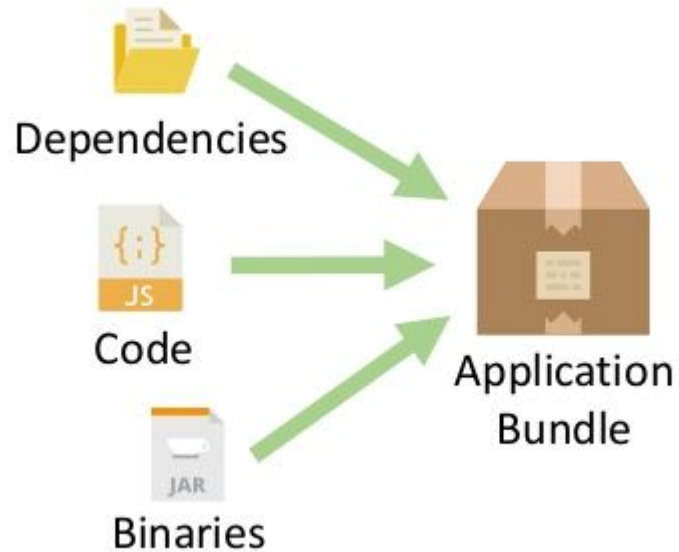 Dependencies
{;}
JS
Code
JAR
Binaries
Application
Bundle